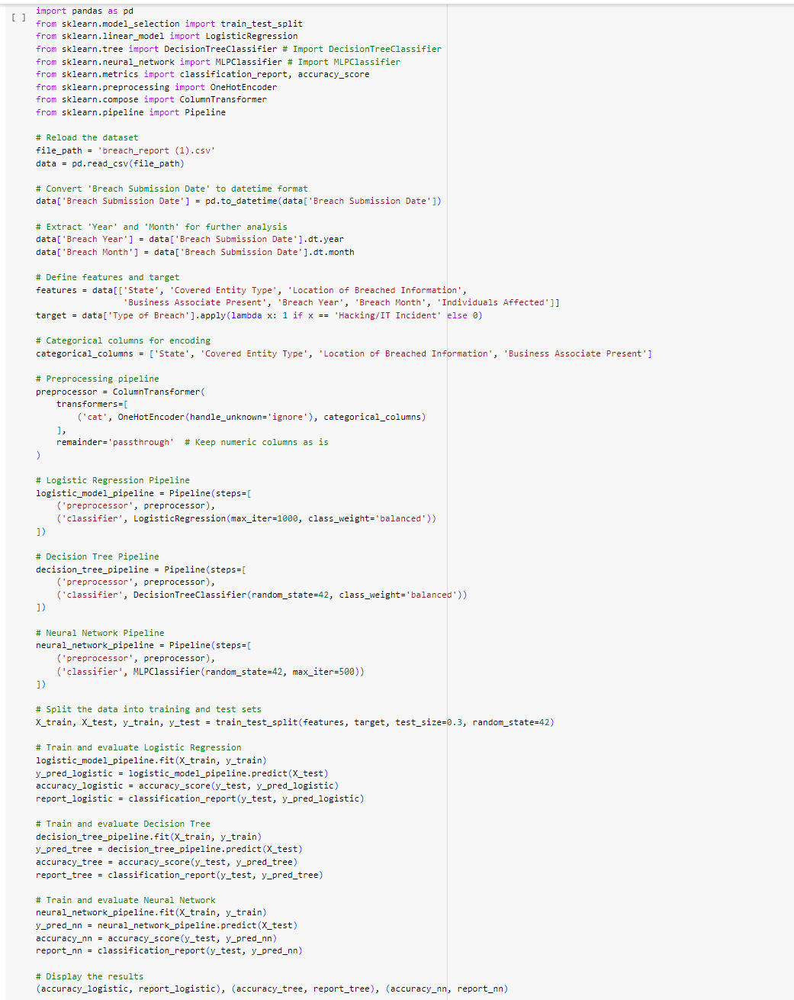 [ ]
import pandas as pd
from sklearn.model_selection import train_test_split
from sklearn.linear_model import LogisticRegression
from sklearn.tree import DecisionTreeClassifier # Import DecisionTreeClassifier
from sklearn.neural_network import MLPClassifier # Import MLPClassifier
from sklearn.metrics import classification_report, accuracy_score
from sklearn.preprocessing import OneHotEncoder
from sklearn.compose import ColumnTransformer
from sklearn.pipeline import Pipeline

# Reload the dataset
file_path = 'breach_report (1).csv'
data = pd.read_csv(file_path)

# Convert 'Breach Submission Date' to datetime format
data['Breach Submission Date'] = pd.to_datetime(data['Breach Submission Date'])

# Extract 'Year' and 'Month' for further analysis
data['Breach Year'] = data['Breach Submission Date'].dt.year
data['Breach Month'] = data['Breach Submission Date'].dt.month

# Define features and target
features = data[['State', 'Covered Entity Type', 'Location of Breached Information',
                 'Business Associate Present', 'Breach Year', 'Breach Month', 'Individuals Affected']]
target = data['Type of Breach'].apply(lambda x: 1 if x == 'Hacking/IT Incident' else 0)

# Categorical columns for encoding
categorical_columns = ['State', 'Covered Entity Type', 'Location of Breached Information', 'Business Associate Present']

# Preprocessing pipeline
preprocessor = ColumnTransformer(
    transformers=[
        ('cat', OneHotEncoder(handle_unknown='ignore'), categorical_columns)
    ],
    remainder='passthrough'  # Keep numeric columns as is
)

# Logistic Regression Pipeline
logistic_model_pipeline = Pipeline(steps=[
    ('preprocessor', preprocessor),
    ('classifier', LogisticRegression(max_iter=1000, class_weight='balanced'))
])

# Decision Tree Pipeline
decision_tree_pipeline = Pipeline(steps=[
    ('preprocessor', preprocessor),
    ('classifier', DecisionTreeClassifier(random_state=42, class_weight='balanced'))
])

# Neural Network Pipeline
neural_network_pipeline = Pipeline(steps=[
    ('preprocessor', preprocessor),
    ('classifier', MLPClassifier(random_state=42, max_iter=500))
])

# Split the data into training and test sets
X_train, X_test, y_train, y_test = train_test_split(features, target, test_size=0.3, random_state=42)

# Train and evaluate Logistic Regression
logistic_model_pipeline.fit(X_train, y_train)
y_pred_logistic = logistic_model_pipeline.predict(X_test)
accuracy_logistic = accuracy_score(y_test, y_pred_logistic)
report_logistic = classification_report(y_test, y_pred_logistic)

# Train and evaluate Decision Tree
decision_tree_pipeline.fit(X_train, y_train)
y_pred_tree = decision_tree_pipeline.predict(X_test)
accuracy_tree = accuracy_score(y_test, y_pred_tree)
report_tree = classification_report(y_test, y_pred_tree)

# Train and evaluate Neural Network
neural_network_pipeline.fit(X_train, y_train)
y_pred_nn = neural_network_pipeline.predict(X_test)
accuracy_nn = accuracy_score(y_test, y_pred_nn)
report_nn = classification_report(y_test, y_pred_nn)

# Display the results
(accuracy_logistic, report_logistic), (accuracy_tree, report_tree), (accuracy_nn, report_nn)